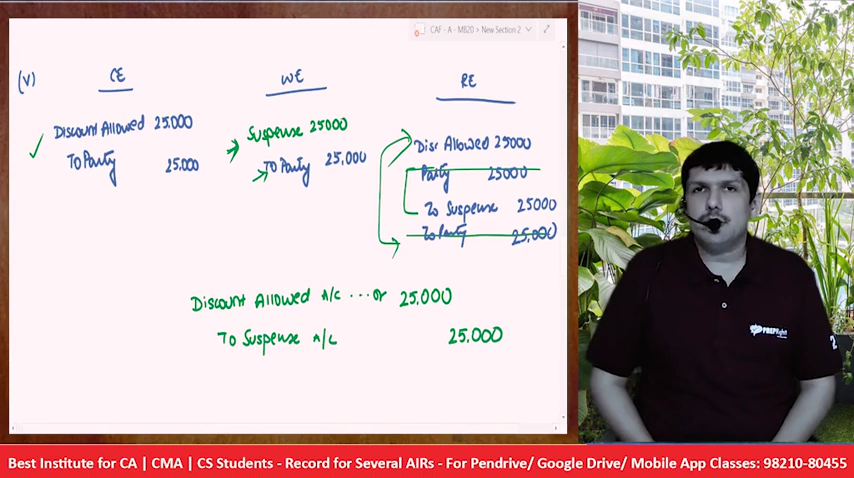 CAF - A - MB20 > New Section 2
(V)
CE
WE
RE
Discount Allowed 25.000
To Party 25.000
Suspense 25000
To Party 25.000
Disc Allowed 25000
Party 25000
To Suspense 25000
To Party 25.000
Discount Allowed A/c ... Dr 25.000
To Suspense A/c 25.000
PREPRight
2
Best Institute for CA | CMA | CS Students - Record for Several AIRs - For Pendrive/ Google Drive/ Mobile App Classes: 98210-80455